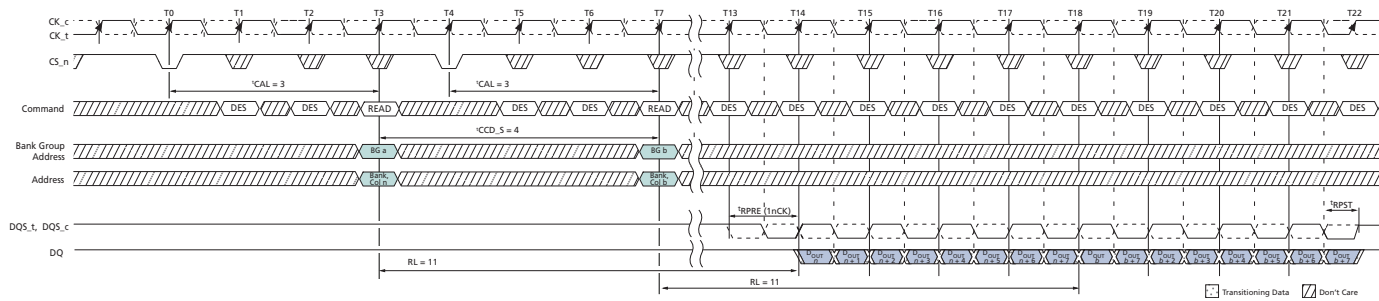 T0 T1 T2 T3 T4 T5 T6 T7 T13 T14 T15 T16 T17 T18 T19 T20 T21 T22
CK_c
CK_t
CS_n
tCAL = 3 tCAL = 3
Command DES DES READ DES DES READ DES DES DES DES DES DES DES DES DES DES
tCCD_S = 4
Bank Group
Address BG a BG b
Address Bank, Col n Bank, Col b
tRPRE (1nCK) tRPST
DQS_t, DQS_c
DQ DOUT n DOUT n + 1 DOUT n + 2 DOUT n + 3 DOUT n + 4 DOUT n + 5 DOUT n + 6 DOUT n + 7 DOUT b DOUT b + 7 DOUT b + 2 DOUT b + 3 DOUT b + 4 DOUT b + 5 DOUT b + 6 DOUT b + 7
RL = 11
RL = 11
Transitioning Data Don't Care